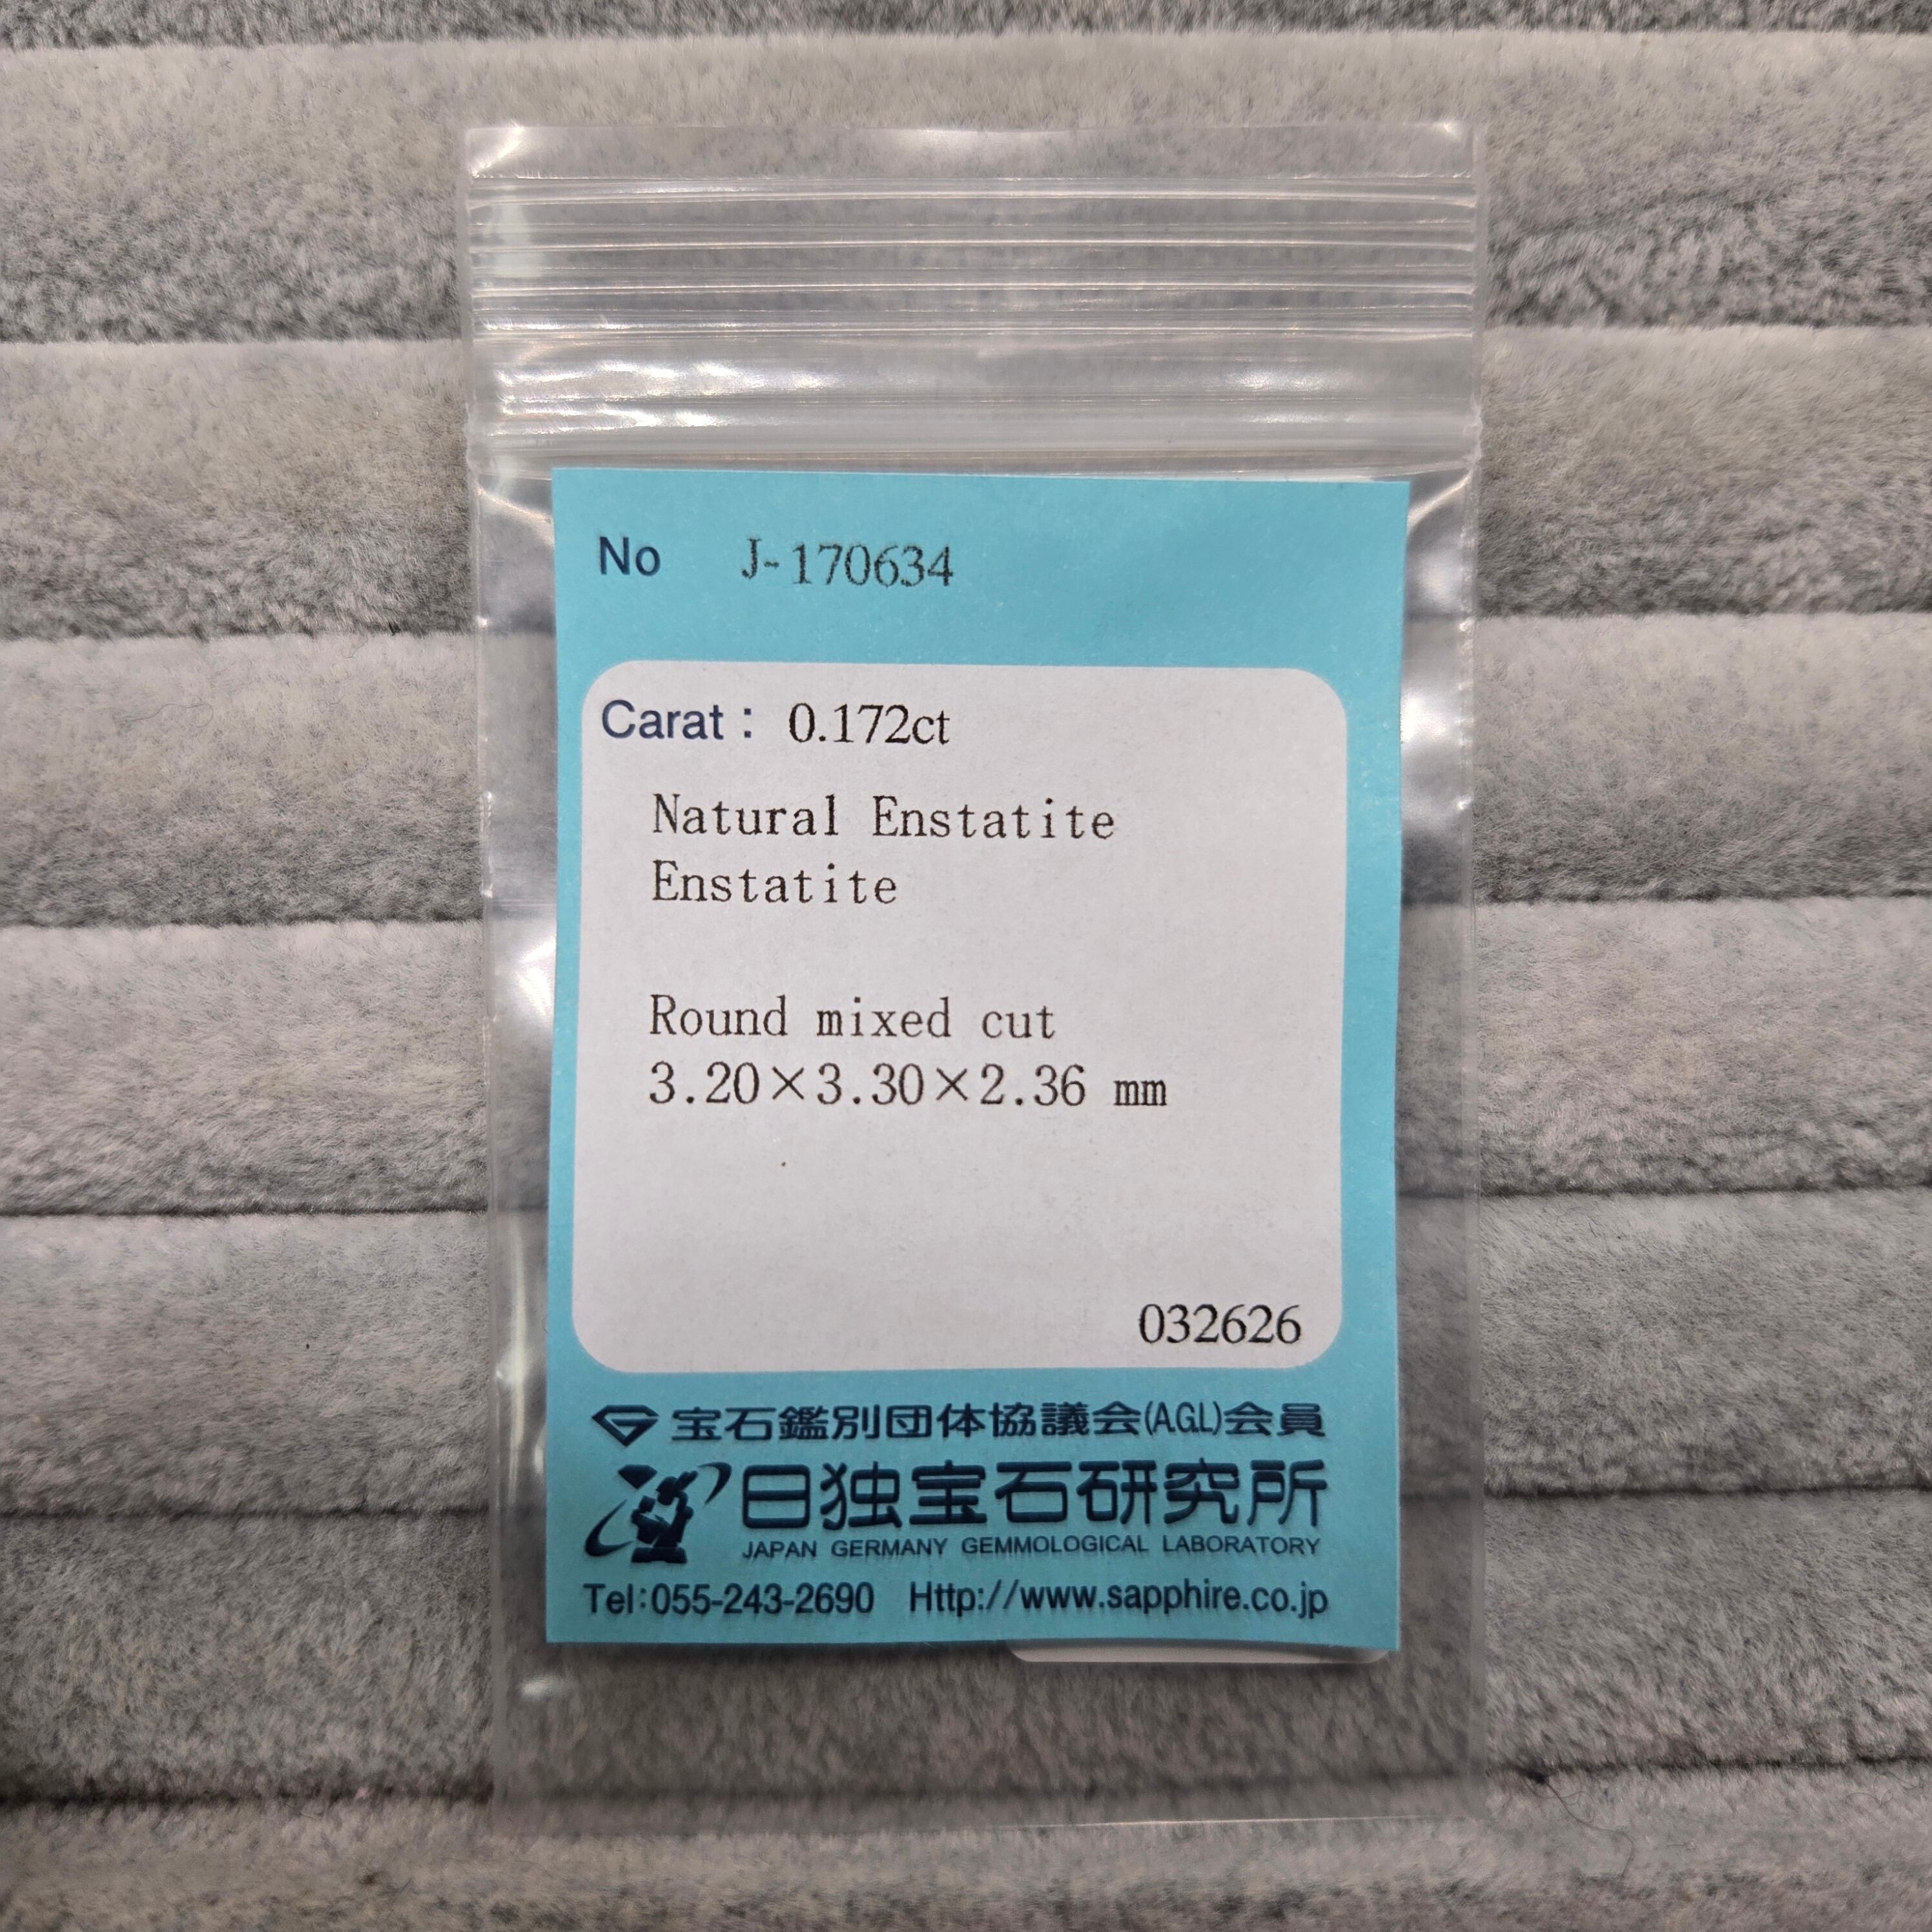 No J-170634
Carat： 0.172ct
Natural Enstatite
Enstatite
Round mixed cut
3.20×3.30×2.36 mm
032626
宝石鑑別団体協議会(A.G.L)会員
日独宝石研究所
JAPAN GERMANY GEMMOLOGICAL LABORATORY
Tel:055-243-2690 Http://www.sapphire.co.jp